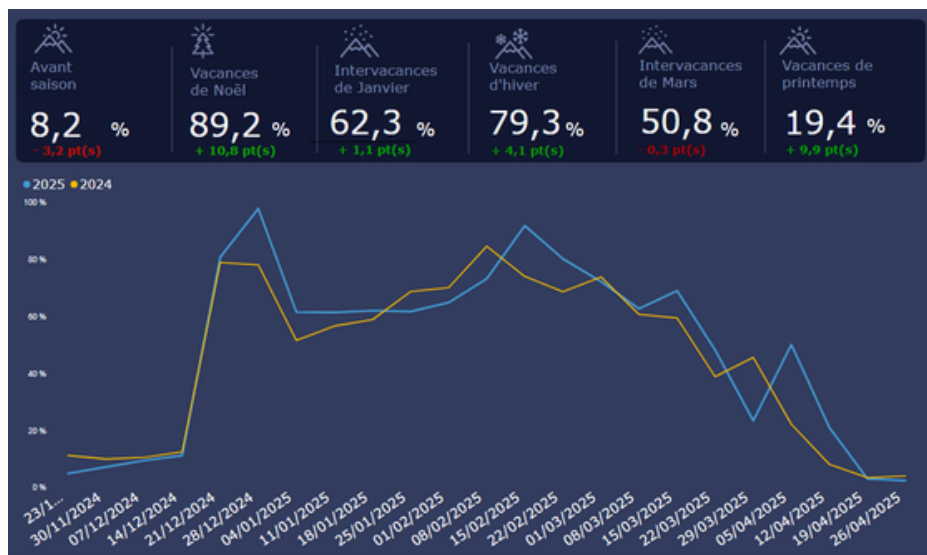 Avant
saison
8,2 %
- 3,2 pt(s)
Vacances
de Noël
89,2 %
+ 10,8 pt(s)
Intervacances
de Janvier
62,3 %
+ 1,1 pt(s)
Vacances
d'hiver
79,3 %
+ 4,1 pt(s)
Intervacances
de Mars
50,8 %
- 0,3 pt(s)
Vacances de
printemps
19,4 %
+ 9,9 pt(s)
2025 2024
100 %
80 %
60 %
40 %
20 %
0 %
23/1...
30/11/2024
07/12/2024
14/12/2024
21/12/2024
28/12/2024
04/01/2025
11/01/2025
18/01/2025
25/01/2025
01/02/2025
08/02/2025
15/02/2025
22/02/2025
01/03/2025
08/03/2025
15/03/2025
22/03/2025
29/03/2025
05/04/2025
12/04/2025
19/04/2025
26/04/2025